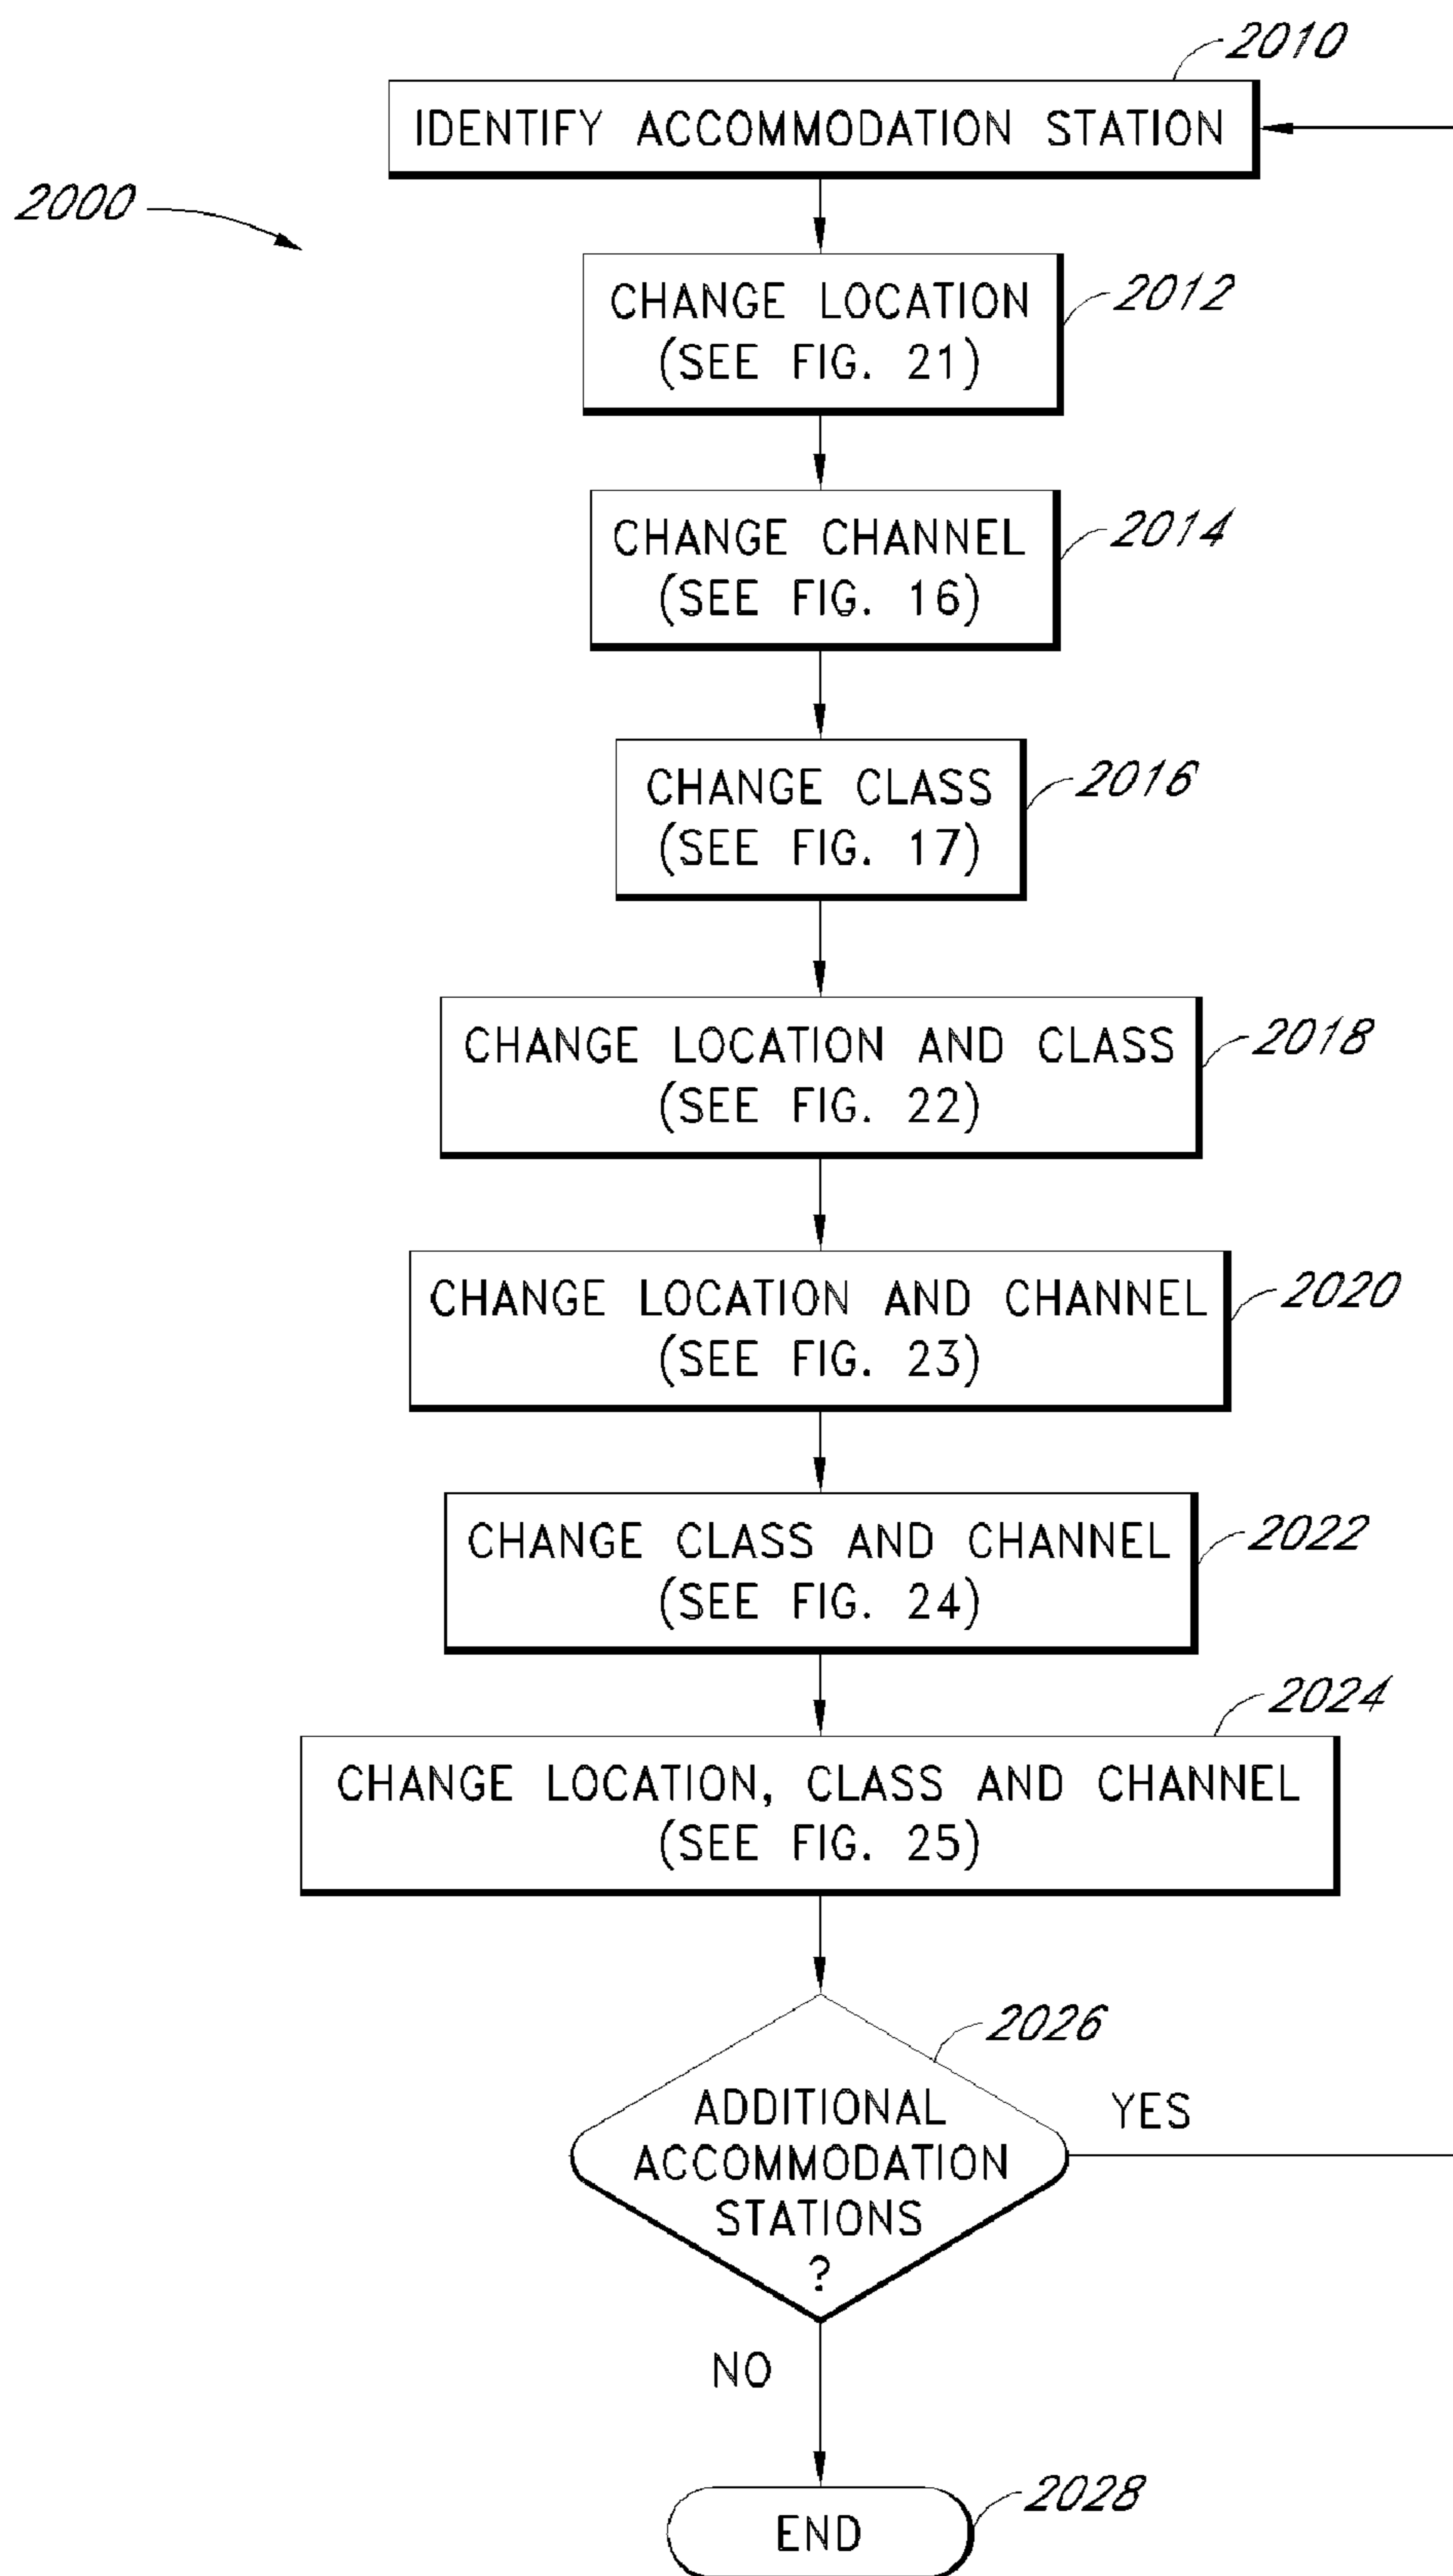 2010
IDENTIFY ACCOMMODATION STATION
2000
CHANGE LOCATION
(SEE FIG. 21)
2012
CHANGE CHANNEL
(SEE FIG. 16)
2014
CHANGE CLASS
(SEE FIG. 17)
2016
CHANGE LOCATION AND CLASS
(SEE FIG. 22)
2018
CHANGE LOCATION AND CHANNEL
(SEE FIG. 23)
2020
CHANGE CLASS AND CHANNEL
(SEE FIG. 24)
2022
2024
CHANGE LOCATION, CLASS AND CHANNEL
(SEE FIG. 25)
2026
ADDITIONAL
ACCOMMODATION
STATIONS
?
YES
NO
2028
END